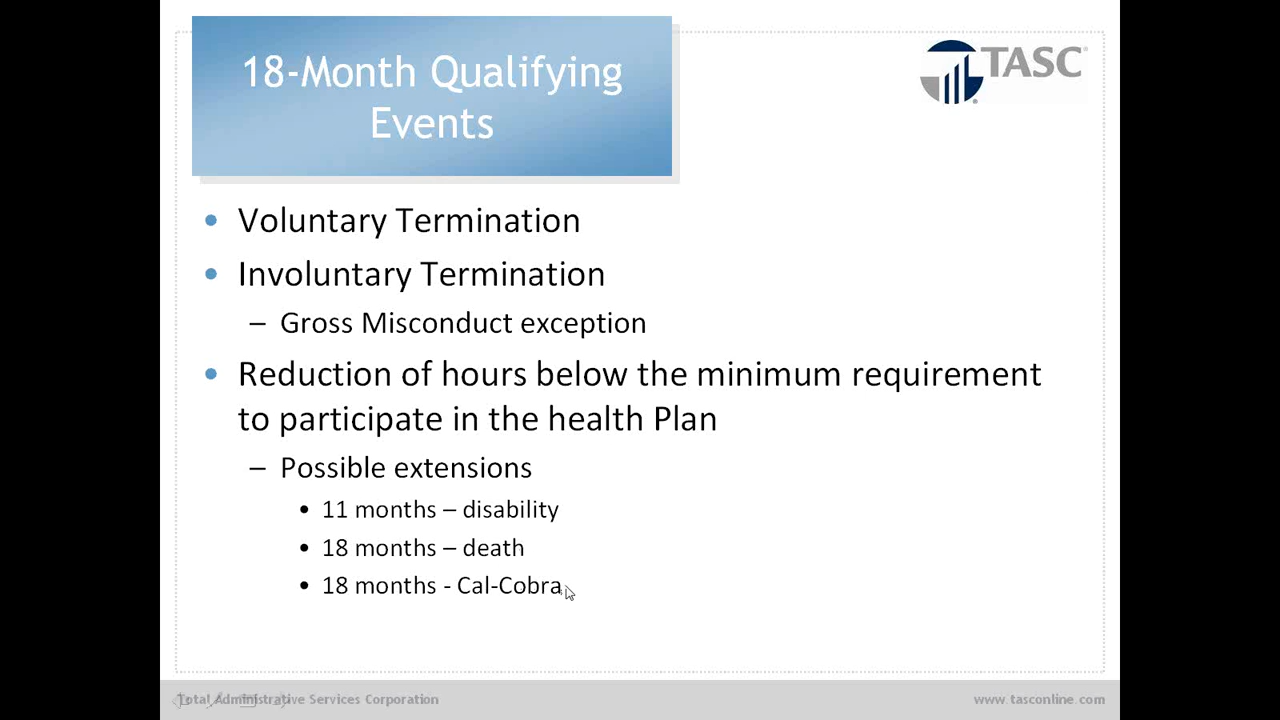 18-Month Qualifying
Events
TASC
• Voluntary Termination
• Involuntary Termination
– Gross Misconduct exception
• Reduction of hours below the minimum requirement
to participate in the health Plan
– Possible extensions
• 11 months – disability
• 18 months – death
• 18 months - Cal-Cobra
Total Administrative Services Corporation
www.tasconline.com